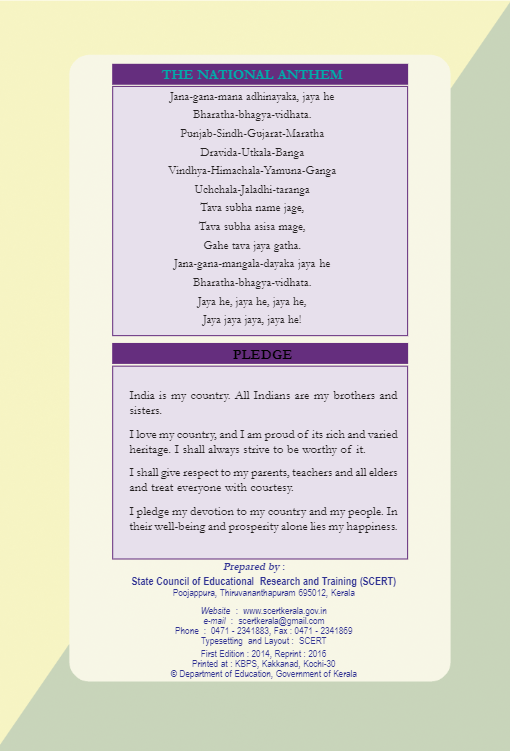 THE NATIONAL ANTHEM
Jana-gana-mana adhinayaka, jaya he
Bharatha-bhagya-vidhata.
Punjab-Sindh-Gujarat-Maratha
Dravida-Utkala-Banga
Vindhya-Himachala-Yamuna-Ganga
Uchchala-Jaladhi-taranga
Tava subha name jage,
Tava subha asisa mage,
Gahe tava jaya gatha.
Jana-gana-mangala-dayaka jaya he
Bharatha-bhagya-vidhata.
Jaya he, jaya he, jaya he,
Jaya jaya jaya, jaya he!
PLEDGE
India is my country. All Indians are my brothers and
sisters.
I love my country, and I am proud of its rich and varied
heritage. I shall always strive to be worthy of it.
I shall give respect to my parents, teachers and all elders
and treat everyone with courtesy.
I pledge my devotion to my country and my people. In
their well-being and prosperity alone lies my happiness.
Prepared by :
State Council of Educational Research and Training (SCERT)
Poojappura, Thiruvananthapuram 695012, Kerala
Website : www.scertkerala.gov.in
e-mail : scertkerala@gmail.com
Phone : 0471 - 2341883, Fax : 0471 - 2341869
Typesetting and Layout : SCERT
First Edition : 2014, Reprint : 2016
Printed at : KBPS, Kakkanad, Kochi-30
© Department of Education, Government of Kerala